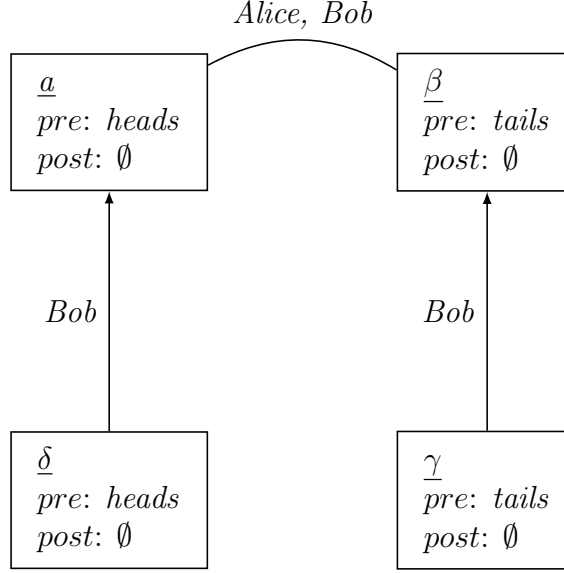 Alice, Bob
a
pre: heads
post: ∅
β
pre: tails
post: ∅
Bob
Bob
δ
pre: heads
post: ∅
γ
pre: tails
post: ∅